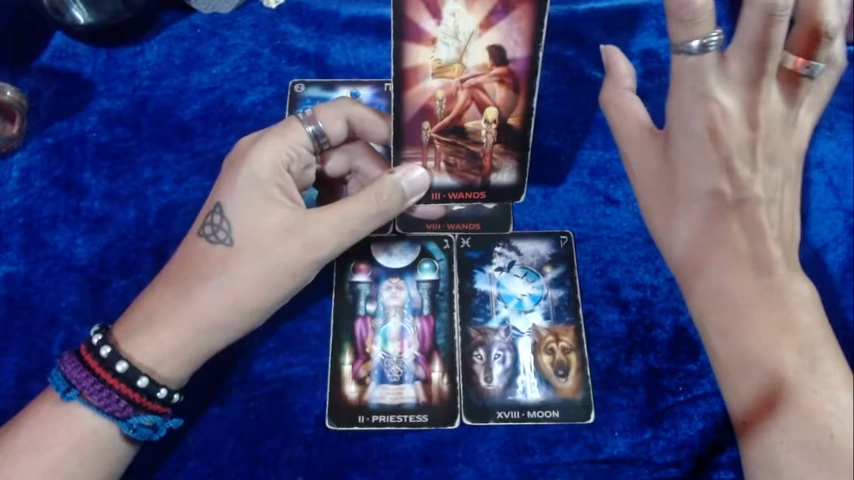 III • WANDS
VIII • WANDS
II • PRIESTESS
XVIII • MOON